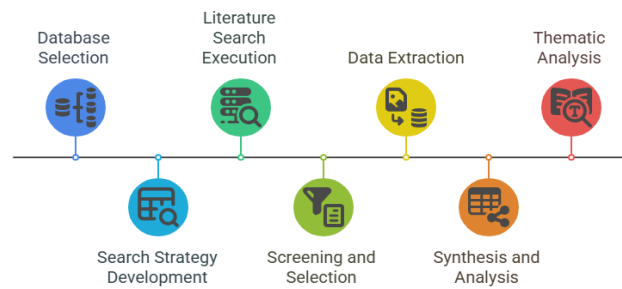 Database
Selection
Literature
Search
Execution
Data Extraction
Thematic
Analysis
T
Search Strategy
Development
Screening and
Selection
Synthesis and
Analysis